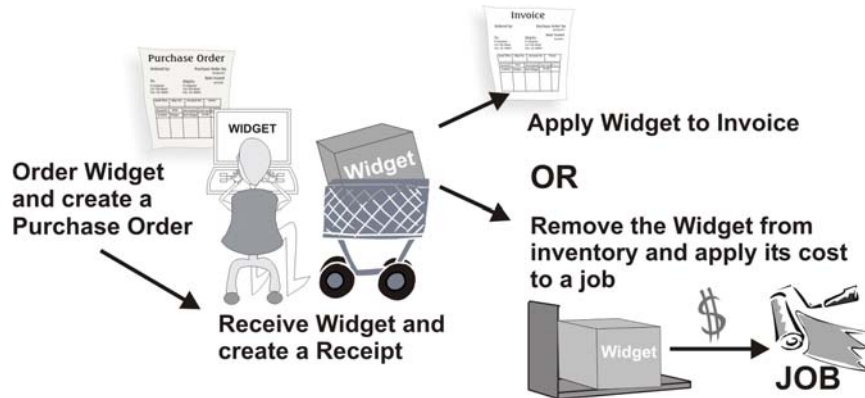 Purchase Order
WIDGET
Order Widget
and create a
Purchase Order
Widget
Receive Widget and
create a Receipt
Invoice
Apply Widget to Invoice
OR
Remove the Widget from
inventory and apply its cost
to a job
Widget
$
JOB